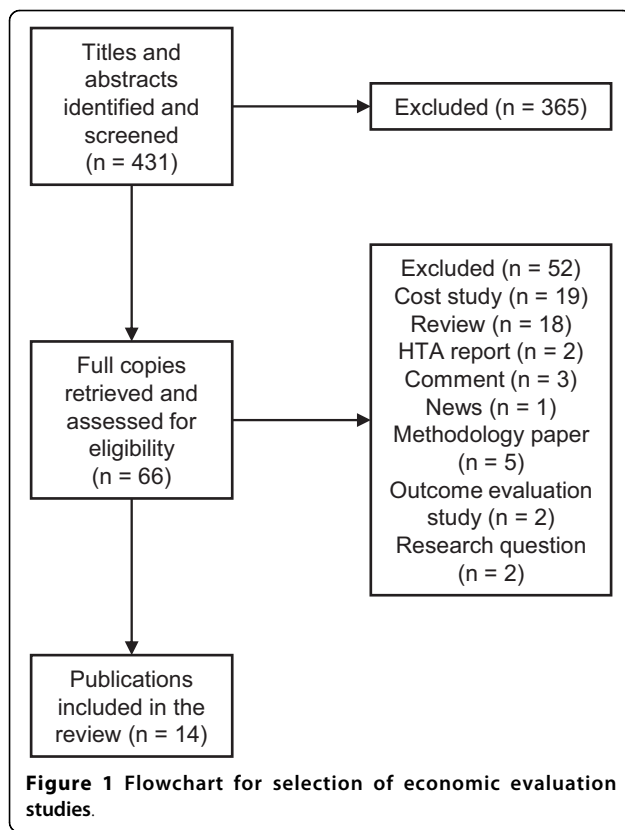 Titles and
abstracts
identified and
screened
(n = 431)
Excluded (n = 365)
Full copies
retrieved and
assessed for
eligibility
(n = 66)
Excluded (n = 52)
Cost study (n = 19)
Review (n = 18)
HTA report (n = 2)
Comment (n = 3)
News (n = 1)
Methodology paper
(n = 5)
Outcome evaluation
study (n = 2)
Research question
(n = 2)
Publications
included in the
review (n = 14)
Figure 1 Flowchart for selection of economic evaluation
studies.